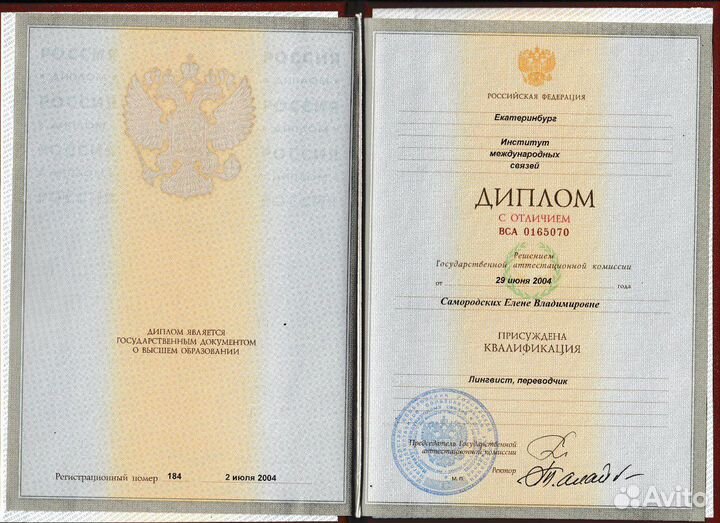 РОССИЯ
РОССИЯ
ДИПЛОМ ЯВЛЯЕТСЯ
ГОСУДАРСТВЕННЫМ ДОКУМЕНТОМ
О ВЫСШЕМ ОБРАЗОВАНИИ
Регистрационный номер 184 2 июля 2004
РОССИЙСКАЯ ФЕДЕРАЦИЯ
Екатеринбург
Институт
международных
связей
ДИПЛОМ
С ОТЛИЧИЕМ
ВСА 0165070
Решением
Государственной аттестационной комиссии
от 29 июня 2004 года
Самородских Елене Владимировне
ПРИСУЖДЕНА
КВАЛИФИКАЦИЯ
Лингвист, переводчик
Председатель Государственной
аттестационной комиссии
Ректор
М.П.
Avito